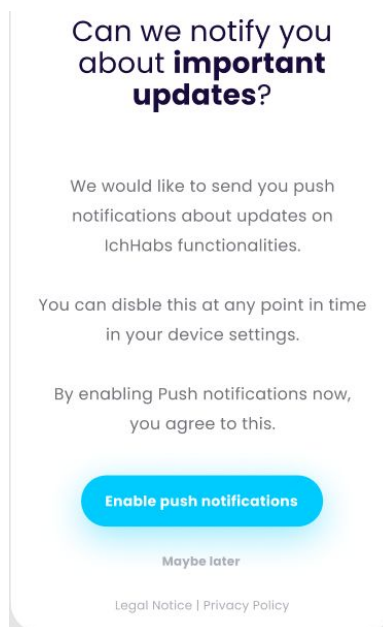 Can we notify you
about important
updates?
We would like to send you push
notifications about updates on
IchHabs functionalities.
You can disble this at any point in time
in your device settings.
By enabling Push notifications now,
you agree to this.
Enable push notifications
Maybe later
Legal Notice | Privacy Policy